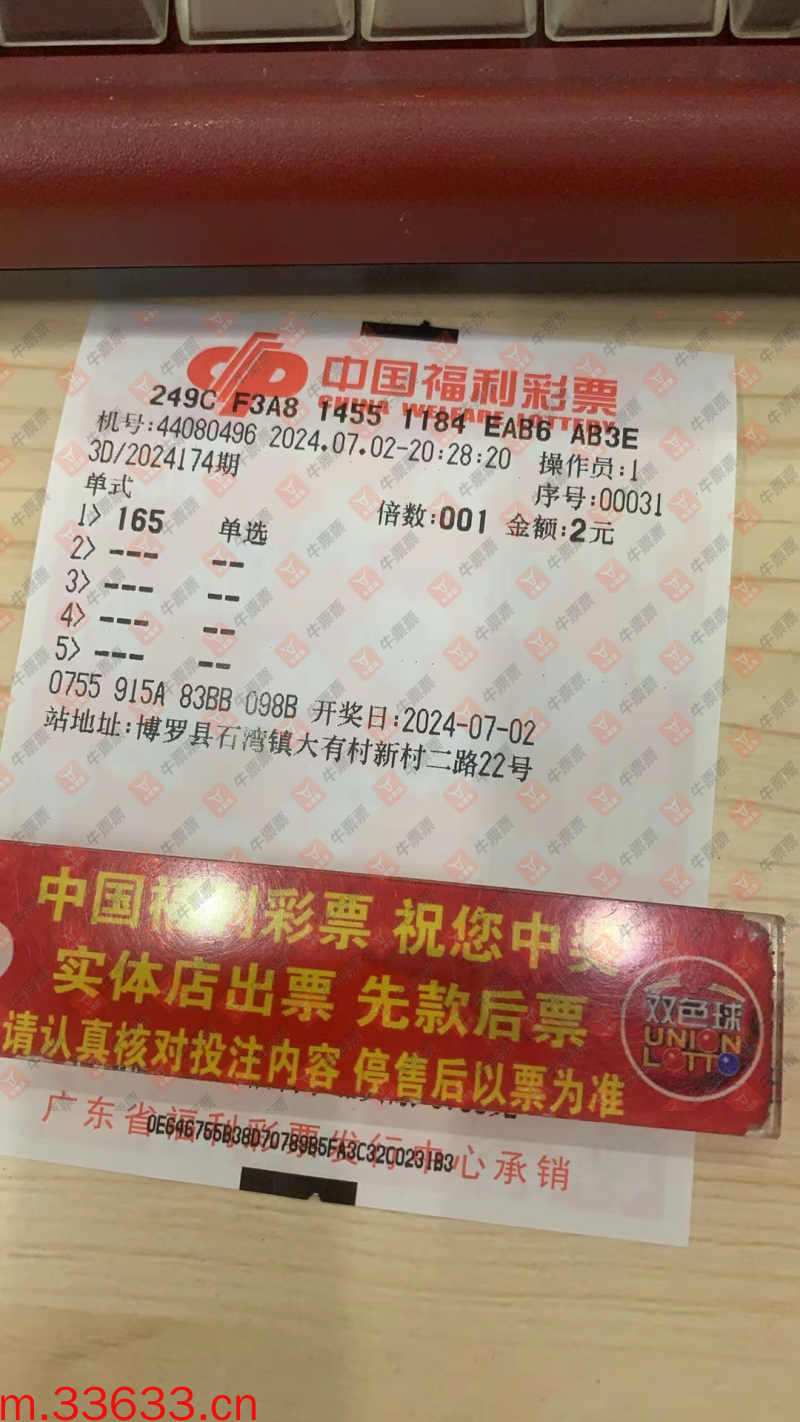 中国福利彩票
CHINA WELFARE LOTTERY
249C F3A8 1455 1184 EAB6 AB3E
机号:44080496 2024.07.02-20:28:20 操作员:1
3D/2024174期 序号:00031
单式 倍数:001 金额:2元
1> 165 单选
2> --- --
3> --- --
4> --- --
5> --- --
0755 915A 83BB 098B 开奖日:2024-07-02
站地址:博罗县石湾镇大有村新村二路22号
中国福利彩票 祝您中奖
实体店出票 先款后票
请认真核对投注内容 停售后以票为准
双色球
UNION
LOTTO
广东省福利彩票发行中心承销
牛票票
m.33633.cn